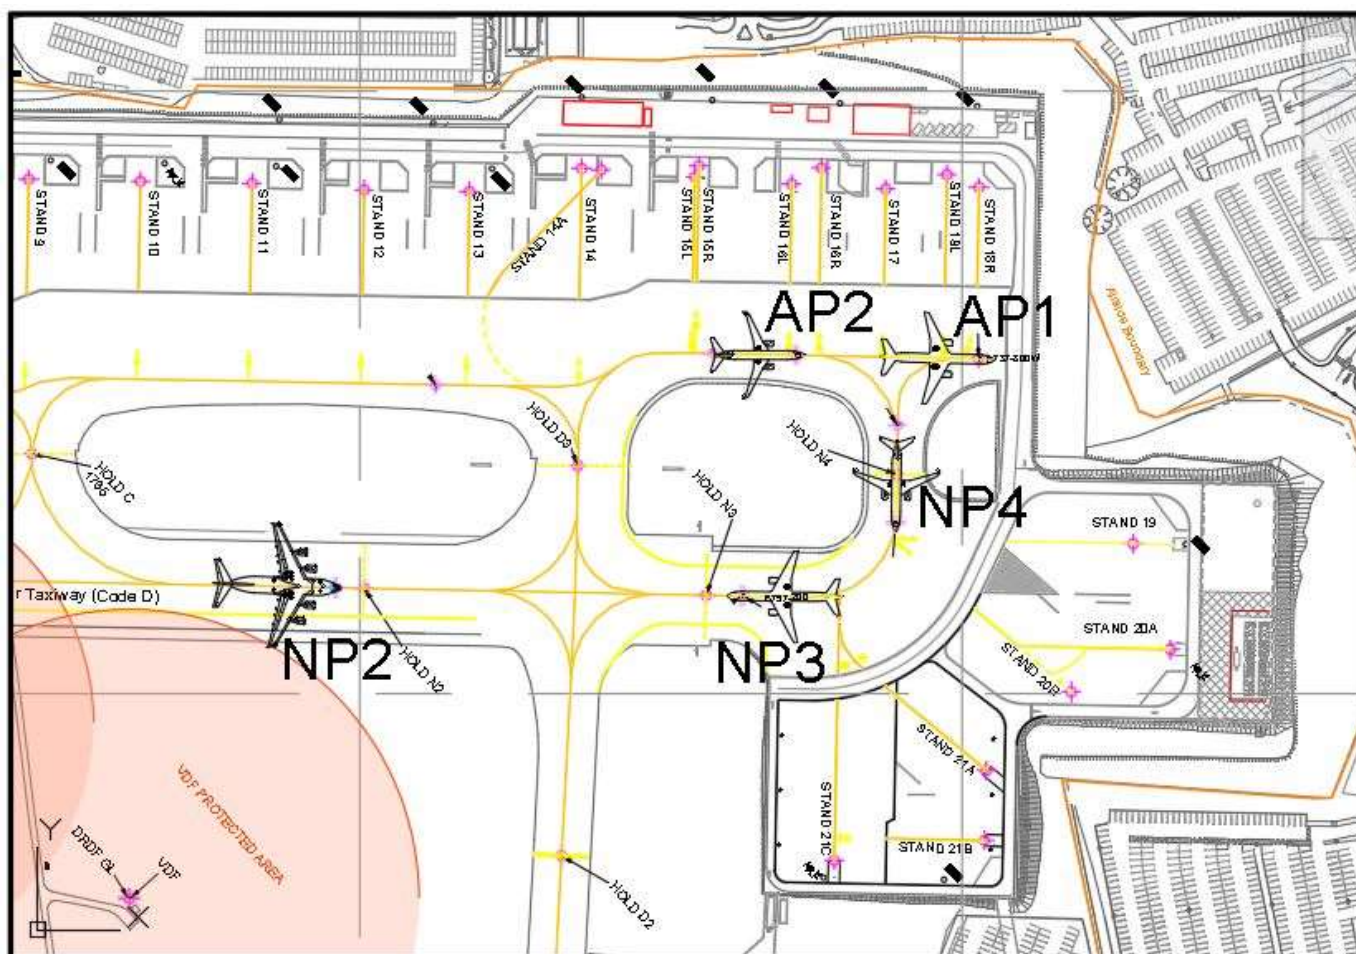 STAND 9
STAND 10
STAND 11
STAND 12
STAND 13
STAND 14A
STAND 14
STAND 15L
STAND 15R
STAND 16L
STAND 16R
STAND 17
STAND 18L
STAND 18R
AP2
AP1
Airside Boundary
HOLD C
HOLD D3
HOLD N3
HOLD N4
NP4
STAND 19
r Taxiway (Code D)
NP2
HOLD N2
NP3
STAND 20A
STAND 20B
VDF PROTECTED AREA
STAND 21A
STAND 21C
STAND 21B
Y
DRDF GL
VDF
X
HOLD D2